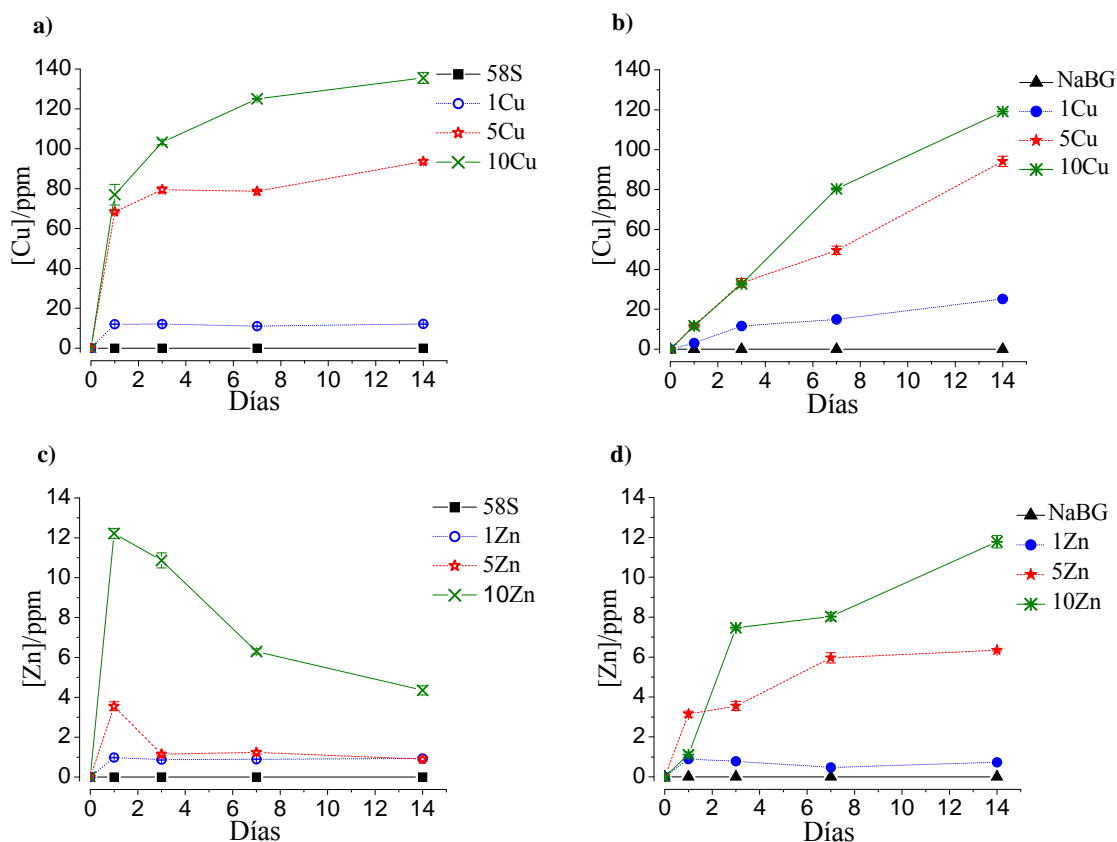 a)
140
120
100
80
60
40
20
0
[Cu]/ppm
0 2 4 6 8 10 12 14
Días
58S
1Cu
5Cu
10Cu
b)
140
120
100
80
60
40
20
0
[Cu]/ppm
0 2 4 6 8 10 12 14
Días
NaBG
1Cu
5Cu
10Cu
c)
14
12
10
8
6
4
2
0
[Zn]/ppm
0 2 4 6 8 10 12 14
Días
58S
1Zn
5Zn
10Zn
d)
14
12
10
8
6
4
2
0
[Zn]/ppm
0 2 4 6 8 10 12 14
Días
NaBG
1Zn
5Zn
10Zn